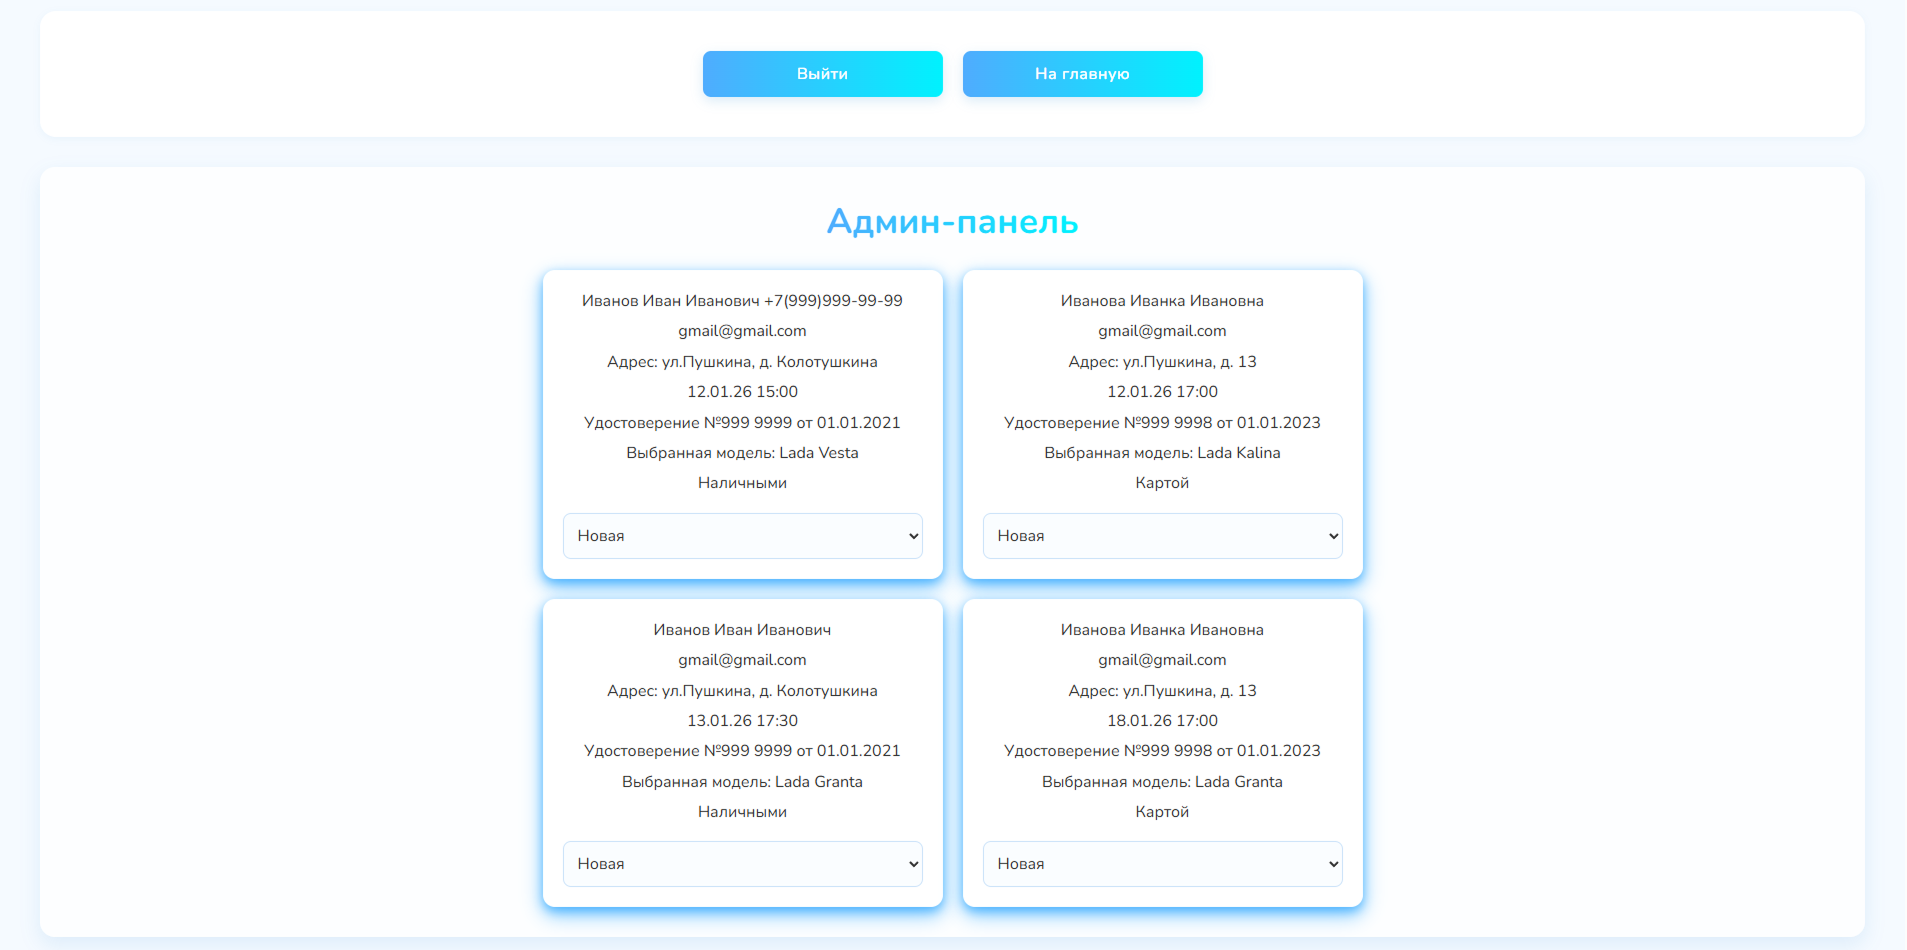 Выйти
На главную
Админ-панель
Иванов Иван Иванович +7(999)999-99-99
gmail@gmail.com
Адрес: ул.Пушкина, д. Колотушкина
12.01.26 15:00
Удостоверение №999 9999 от 01.01.2021
Выбранная модель: Lada Vesta
Наличными
Новая
Иванова Иванка Ивановна
gmail@gmail.com
Адрес: ул.Пушкина, д. 13
12.01.26 17:00
Удостоверение №999 9998 от 01.01.2023
Выбранная модель: Lada Kalina
Картой
Новая
Иванов Иван Иванович
gmail@gmail.com
Адрес: ул.Пушкина, д. Колотушкина
13.01.26 17:30
Удостоверение №999 9999 от 01.01.2021
Выбранная модель: Lada Granta
Наличными
Новая
Иванова Иванка Ивановна
gmail@gmail.com
Адрес: ул.Пушкина, д. 13
18.01.26 17:00
Удостоверение №999 9998 от 01.01.2023
Выбранная модель: Lada Granta
Картой
Новая